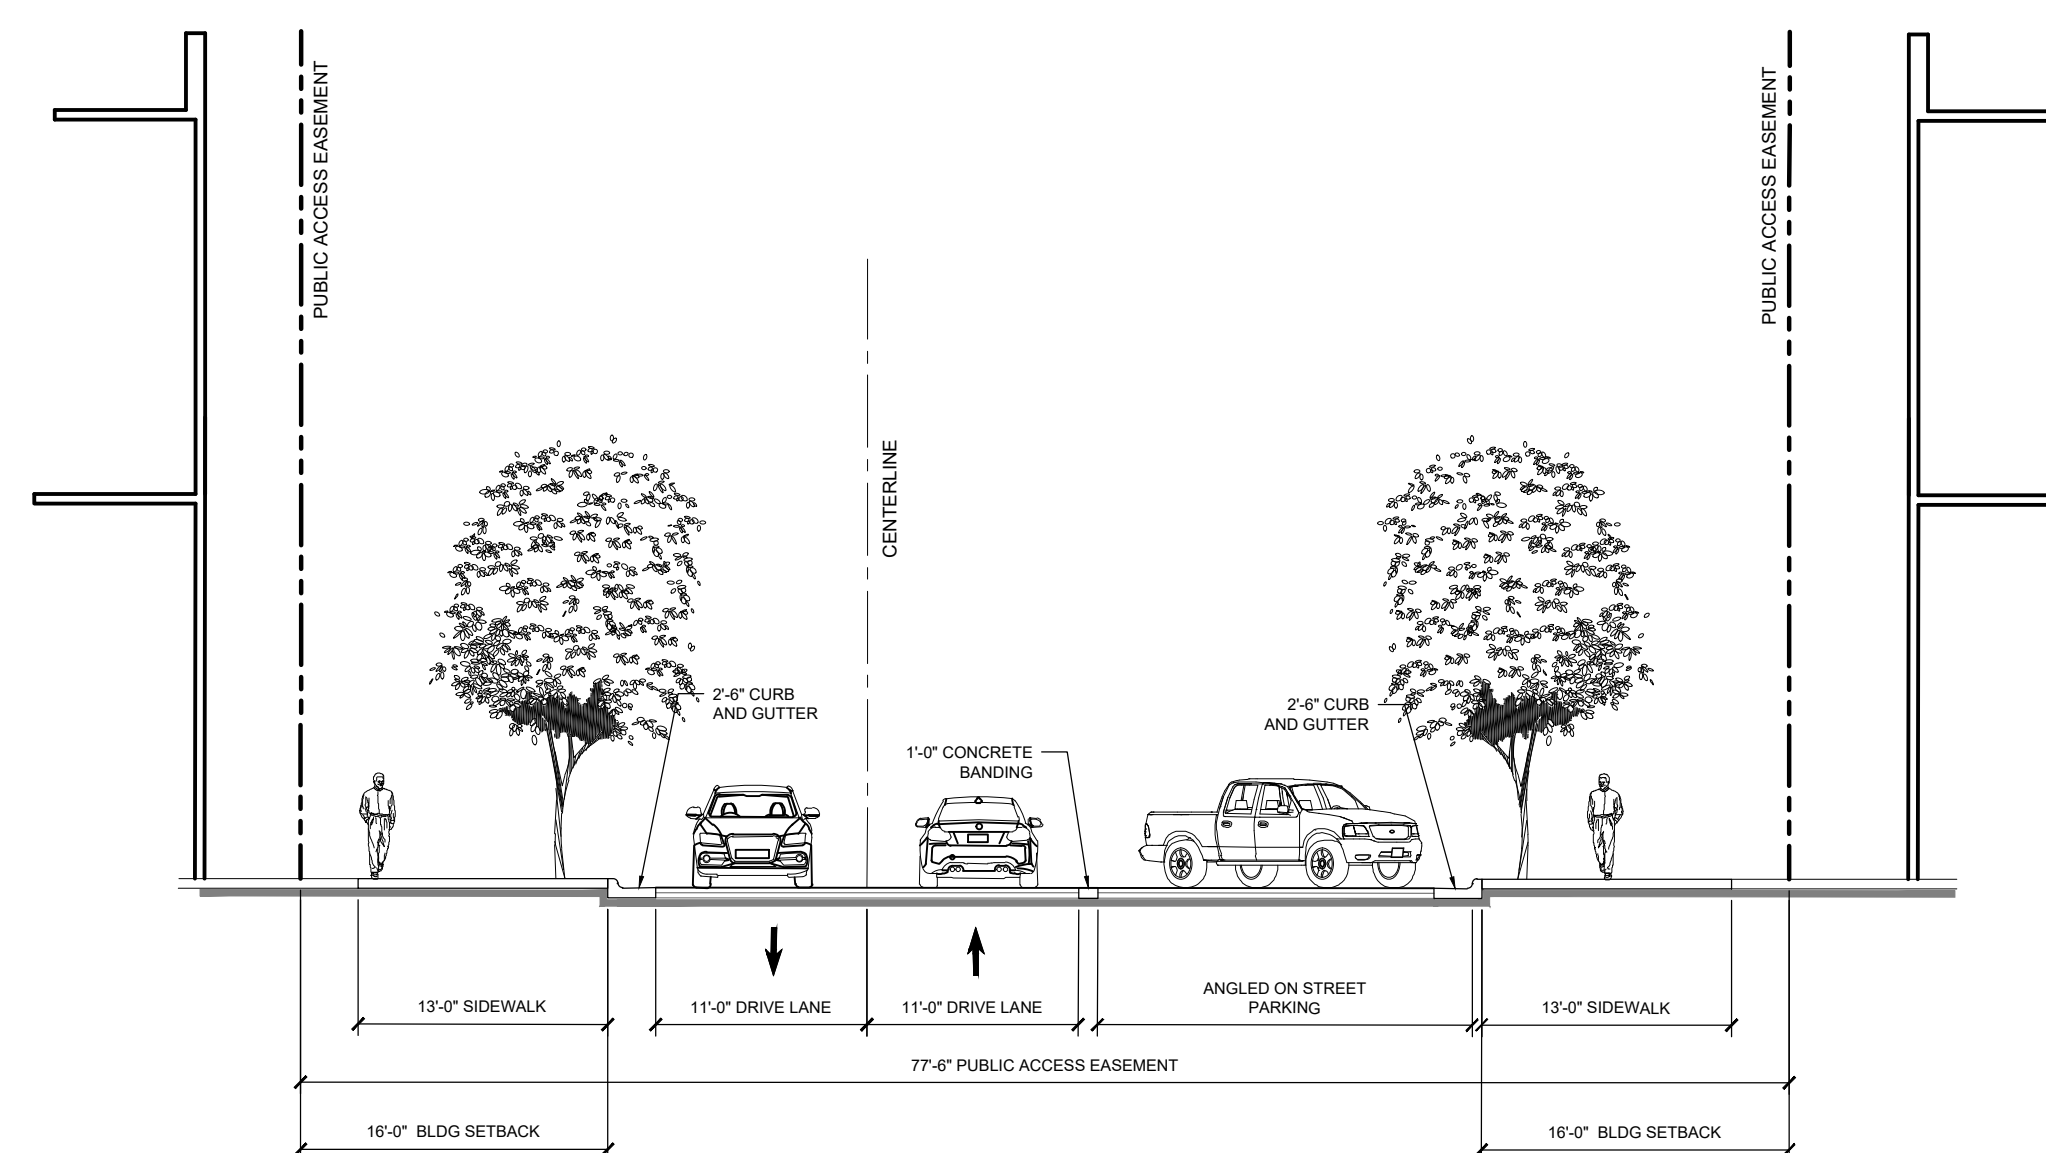 PUBLIC ACCESS EASEMENT
PUBLIC ACCESS EASEMENT
CENTERLINE
2'-6" CURB
AND GUTTER
2'-6" CURB
AND GUTTER
1'-0" CONCRETE
BANDING
13'-0" SIDEWALK
11'-0" DRIVE LANE
11'-0" DRIVE LANE
ANGLED ON STREET
PARKING
13'-0" SIDEWALK
77'-6" PUBLIC ACCESS EASEMENT
16'-0" BLDG SETBACK
16'-0" BLDG SETBACK